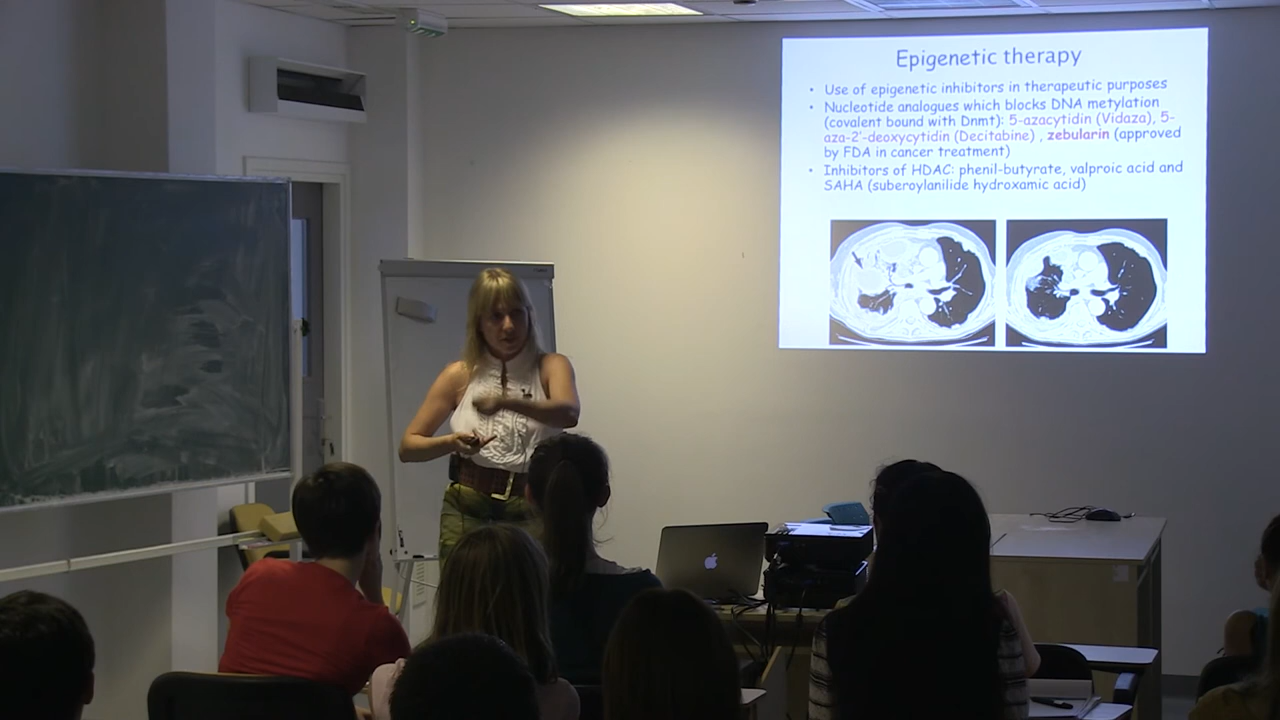 Epigenetic therapy
• Use of epigenetic inhibitors in therapeutic purposes
• Nucleotide analogues which blocks DNA metylation
(covalent bound with Dnmt): 5-azacytidin (Vidaza), 5-
aza-2'-deoxycytidin (Decitabine) , zebularin (approved
by FDA in cancer treatment)
• Inhibitors of HDAC: phenil-butyrate, valproic acid and
SAHA (suberoylanilide hydroxamic acid)